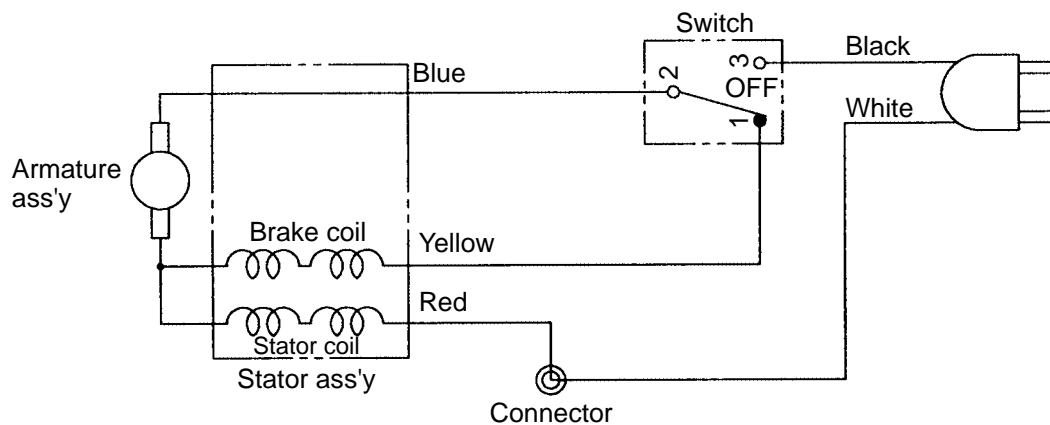 Switch
Black
3
2
OFF
1
Blue
White
Armature
ass'y
Brake coil
Yellow
Red
Stator coil
Stator ass'y
Connector